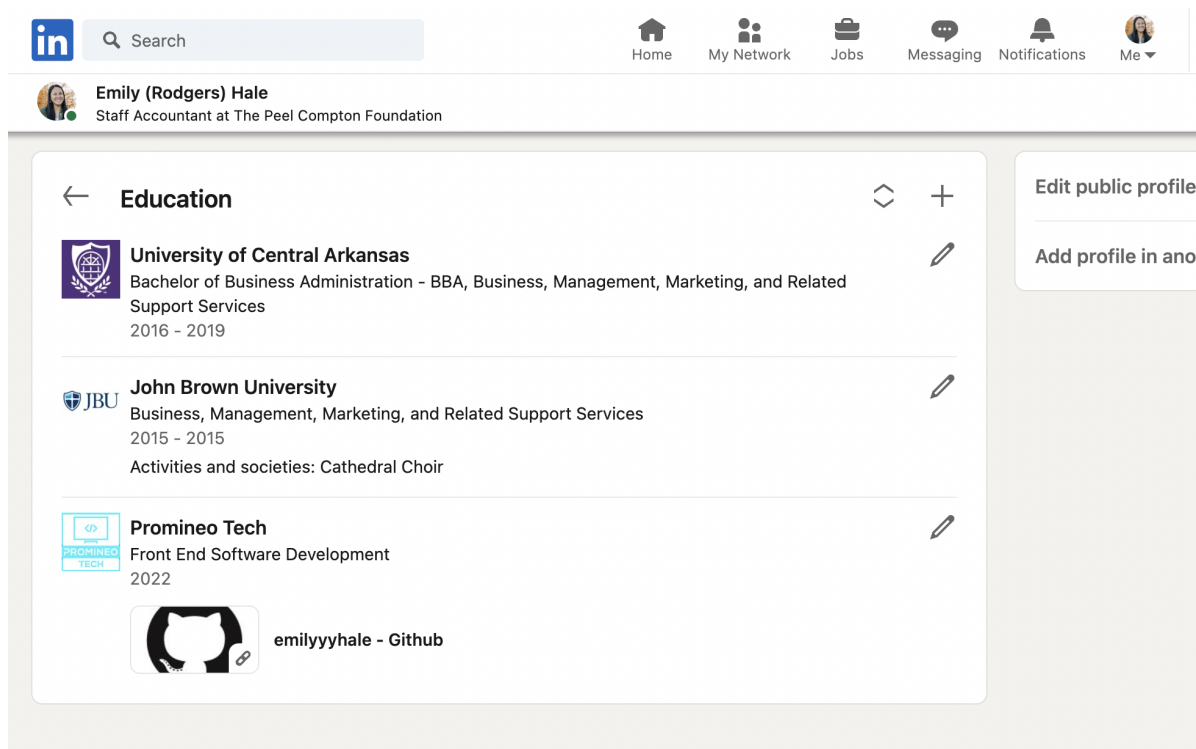 in
Search
Home
My Network
Jobs
Messaging
Notifications
Me
Emily (Rodgers) Hale
Staff Accountant at The Peel Compton Foundation
Education
Edit public profile
Add profile in ano
University of Central Arkansas
Bachelor of Business Administration - BBA, Business, Management, Marketing, and Related
Support Services
2016 - 2019
JBU
John Brown University
Business, Management, Marketing, and Related Support Services
2015 - 2015
Activities and societies: Cathedral Choir
</>
PROMINEO
TECH
Promineo Tech
Front End Software Development
2022
emilyyyhale - Github